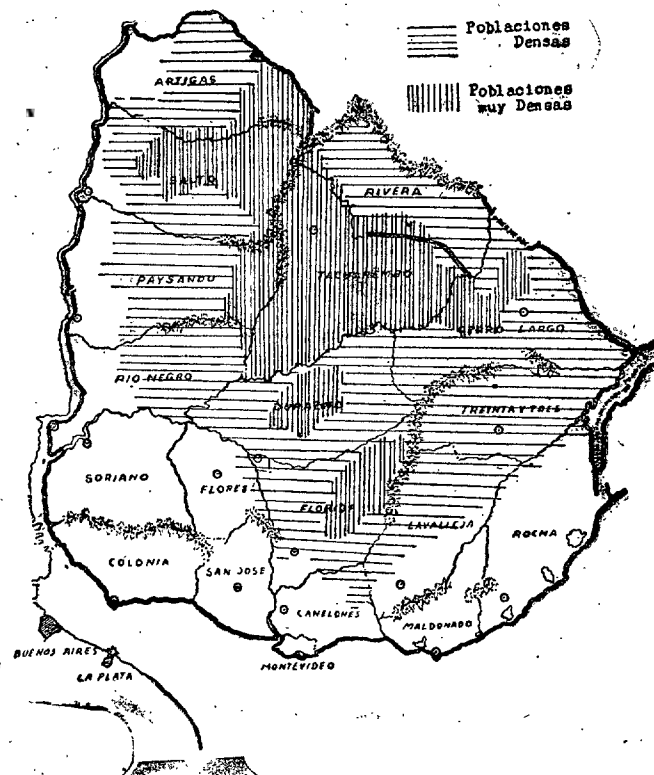 Poblaciones
Densas
Poblaciones
muy Densas
ARTIGAS
SALTO
RIVERA
PAYSANDU
TACUAREMBO
CERRO LARGO
RIO NEGRO
DURAZNO
TREINTA Y TRES
SORIANO
FLORES
FLORIDA
LAVALLEJA
ROCHA
COLONIA
SAN JOSE
CANELONES
MALDONADO
BUENOS AIRES
LA PLATA
MONTEVIDEO